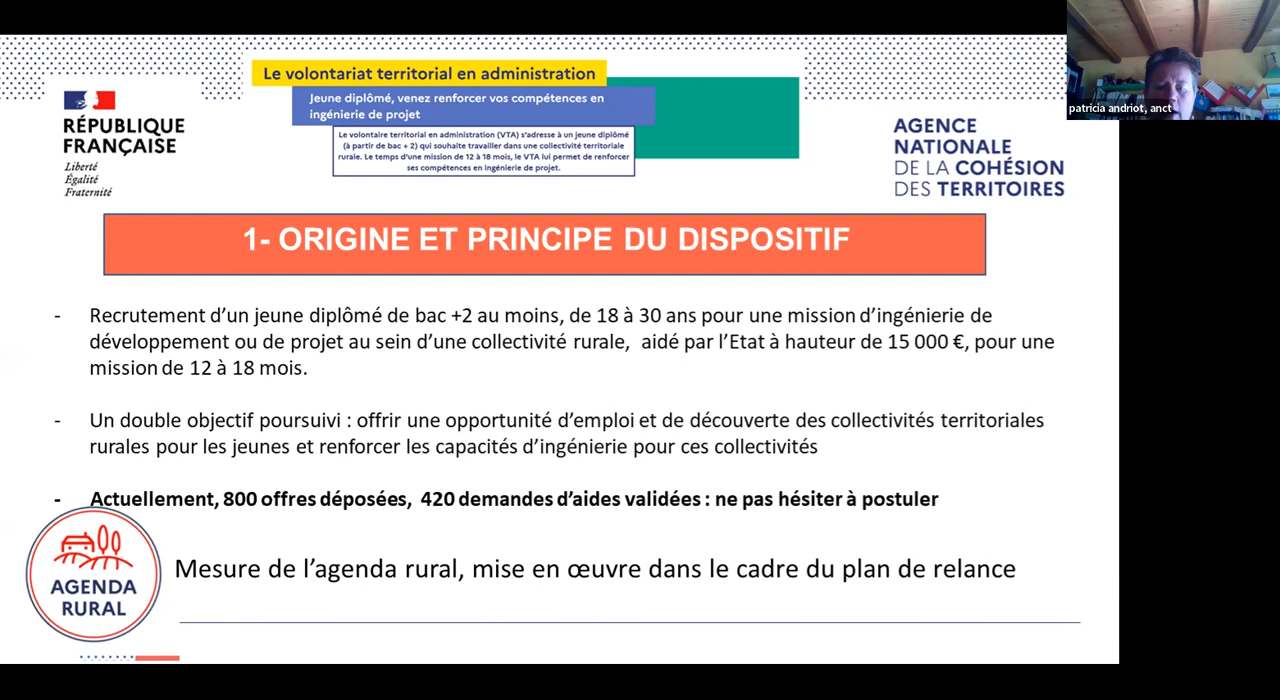 patricia andriot, anct
Le volontariat territorial en administration
Jeune diplômé, venez renforcer vos compétences en
ingénierie de projet
Le volontaire territorial en administration (VTA) s'adresse à un jeune diplômé
(à partir de bac + 2) qui souhaite travailler dans une collectivité territoriale
rurale. Le temps d'une mission de 12 à 18 mois, le VTA lui permet de renforcer
ses compétences en ingénierie de projet.
RÉPUBLIQUE
FRANÇAISE
Liberté
Égalité
Fraternité
AGENCE
NATIONALE
DE LA COHÉSION
DES TERRITOIRES
1- ORIGINE ET PRINCIPE DU DISPOSITIF
- Recrutement d'un jeune diplômé de bac +2 au moins, de 18 à 30 ans pour une mission d'ingénierie de
développement ou de projet au sein d'une collectivité rurale, aidé par l'Etat à hauteur de 15 000 €, pour une
mission de 12 à 18 mois.
- Un double objectif poursuivi : offrir une opportunité d'emploi et de découverte des collectivités territoriales
rurales pour les jeunes et renforcer les capacités d'ingénierie pour ces collectivités
- Actuellement, 800 offres déposées, 420 demandes d'aides validées : ne pas hésiter à postuler
AGENDA
RURAL
Mesure de l'agenda rural, mise en œuvre dans le cadre du plan de relance